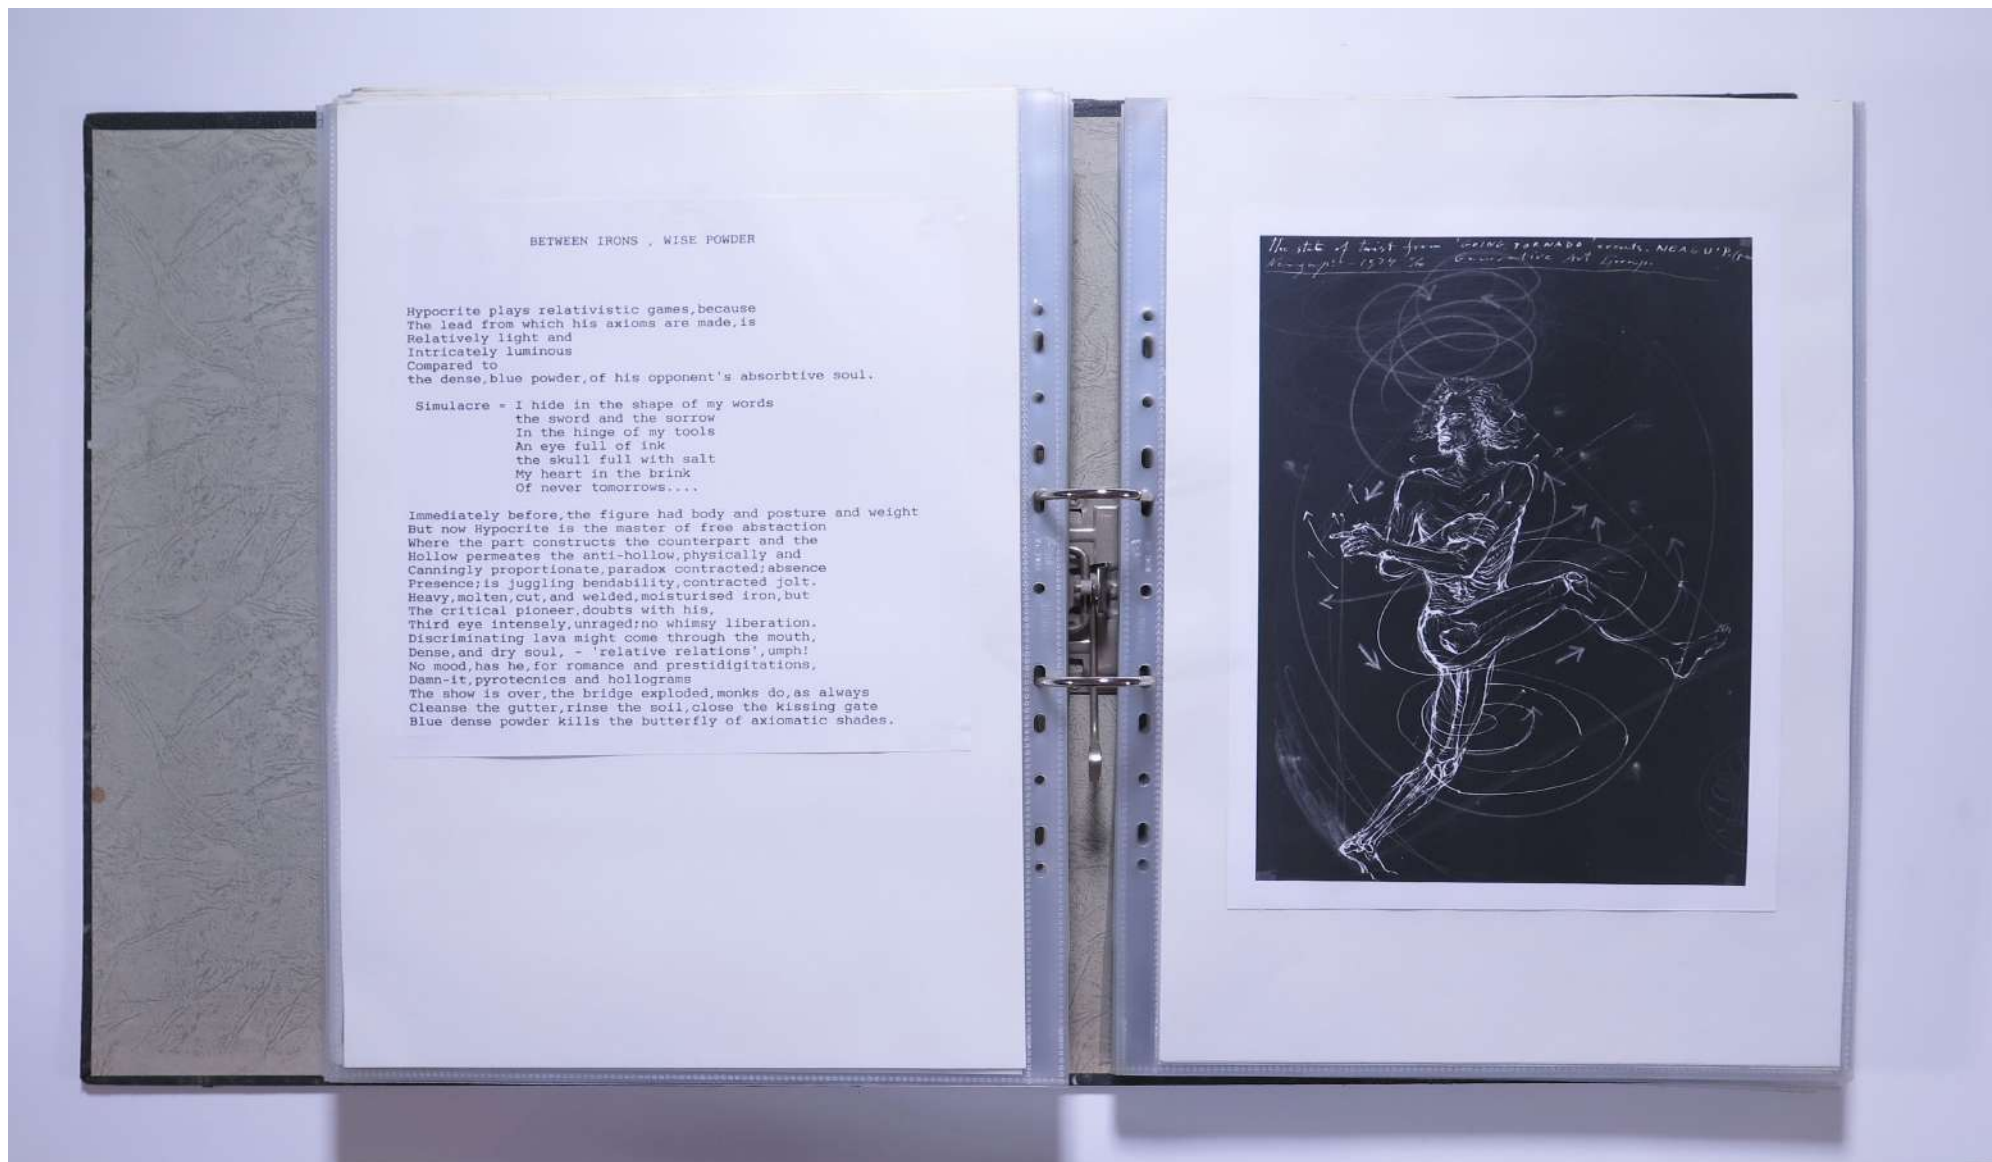 BETWEEN IRONS , WISE POWDER
Hypocrite plays relativistic games,because
The lead from which his axioms are made,is
Relatively light and
Intricately luminous
Compared to
the dense,blue powder,of his opponent's absorbtive soul.
Simulacre = I hide in the shape of my words
the sword and the sorrow
In the hinge of my tools
An eye full of ink
the skull full with salt
My heart in the brink
Of never tomorrows....
Immediately before,the figure had body and posture and weight
But now Hypocrite is the master of free abstaction
Where the part constructs the counterpart and the
Hollow permeates the anti-hollow,physically and
Canningly proportionate,paradox contracted;absence
Presence;is juggling bendability,contracted jolt.
Heavy,molten,cut,and welded,moisturised iron,but
The critical pioneer,doubts with his,
Third eye intensely,unraged;no whimsy liberation.
Discriminating lava might come through the mouth,
Dense,and dry soul, - 'relative relations',umph!
No mood,has he,for romance and prestidigitations,
Damn-it,pyrotecnics and hollograms
The show is over,the bridge exploded,monks do,as always
Cleanse the gutter,rinse the soil,close the kissing gate
Blue dense powder kills the butterfly of axiomatic shades.
The state of twist from 'GOING TORNADO' events. NEAGU
1974 Generative Art Group